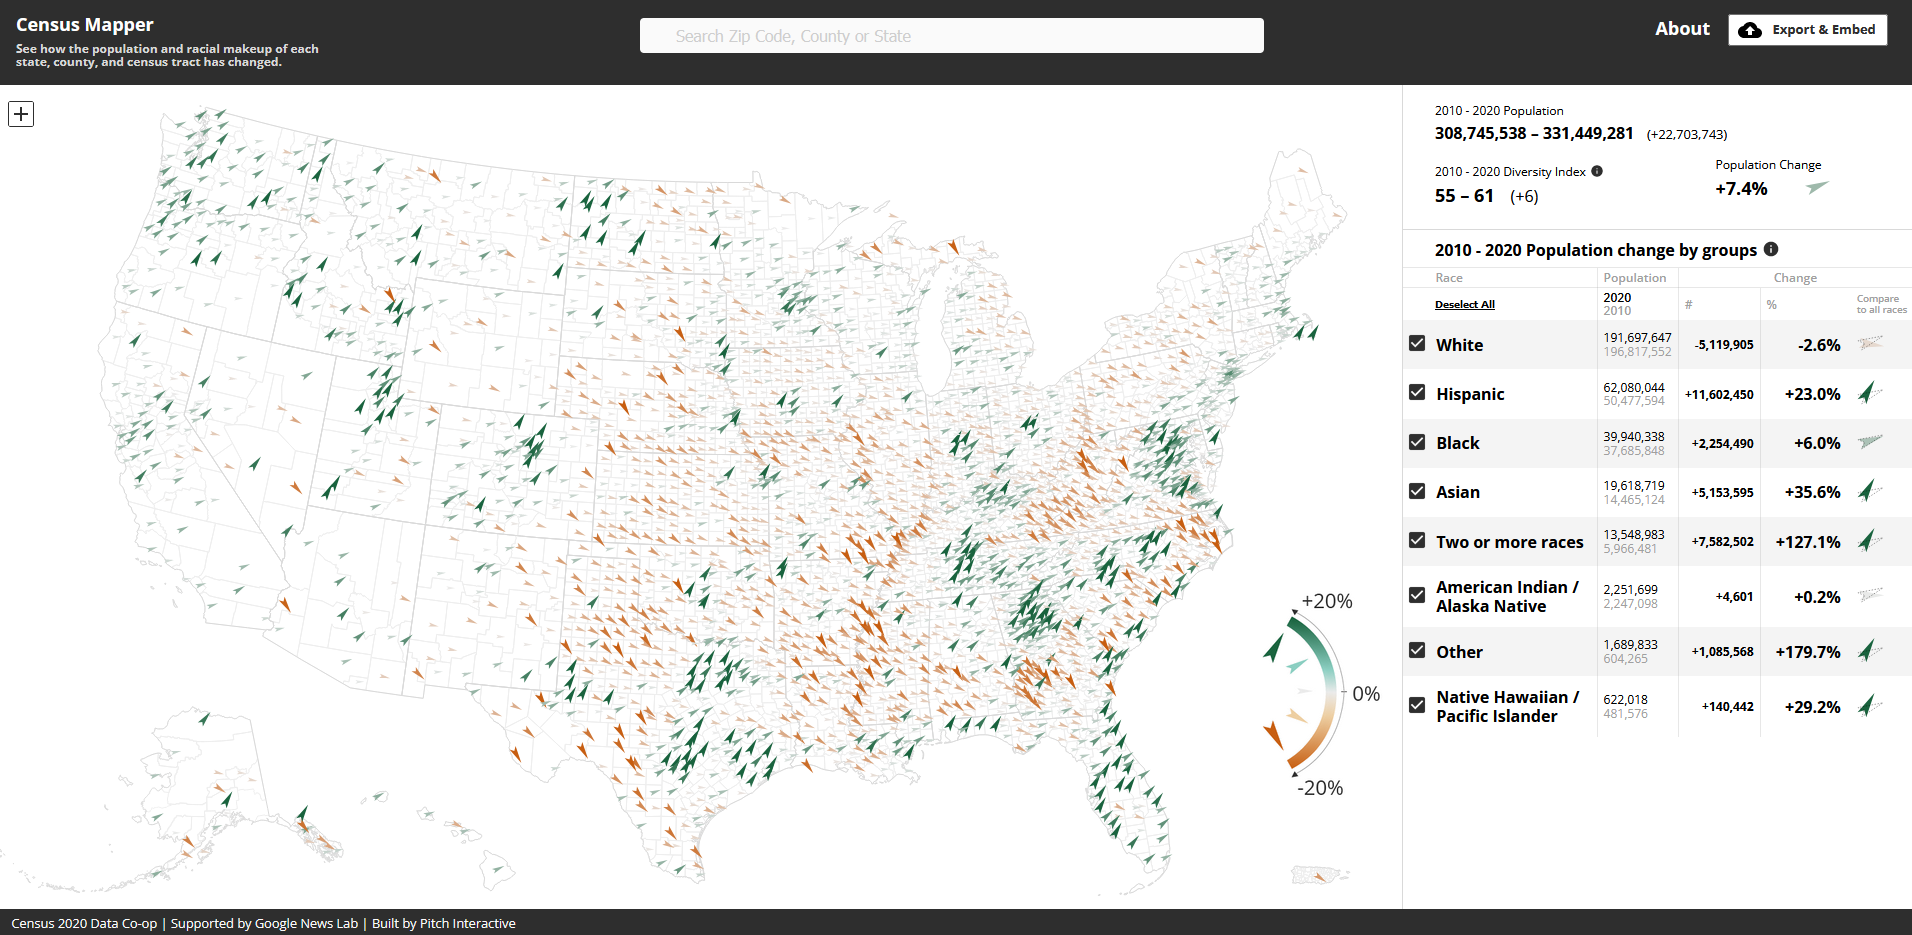 Census Mapper
See how the population and racial makeup of each
state, county, and census tract has changed.
Search Zip Code, County or State
About
Export & Embed
2010 - 2020 Population
308,745,538 – 331,449,281 (+22,703,743)
2010 - 2020 Diversity Index
55 – 61 (+6)
Population Change
+7.4%
2010 - 2020 Population change by groups
Race Population Change
Deselect All 2020 2010 # % Compare to all races
White 191,697,647 196,817,552 -5,119,905 -2.6%
Hispanic 62,080,044 50,477,594 +11,602,450 +23.0%
Black 39,940,338 37,685,848 +2,254,490 +6.0%
Asian 19,618,719 14,465,124 +5,153,595 +35.6%
Two or more races 13,548,983 5,966,481 +7,582,502 +127.1%
American Indian / Alaska Native 2,251,699 2,247,098 +4,601 +0.2%
Other 1,689,833 604,265 +1,085,568 +179.7%
Native Hawaiian / Pacific Islander 622,018 481,576 +140,442 +29.2%
+20%
0%
-20%
Census 2020 Data Co-op | Supported by Google News Lab | Built by Pitch Interactive